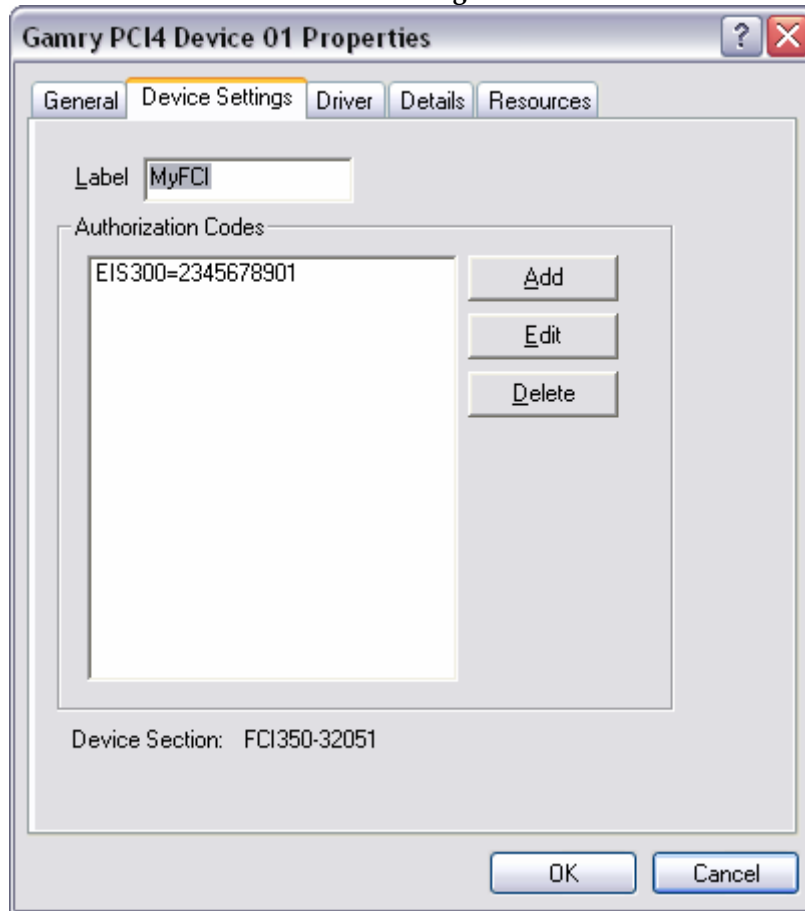 Gamry PCI4 Device 01 Properties
General Device Settings Driver Details Resources
Label MyFCI
Authorization Codes
EIS300=2345678901
Add
Edit
Delete
Device Section: FCI350-32051
OK Cancel